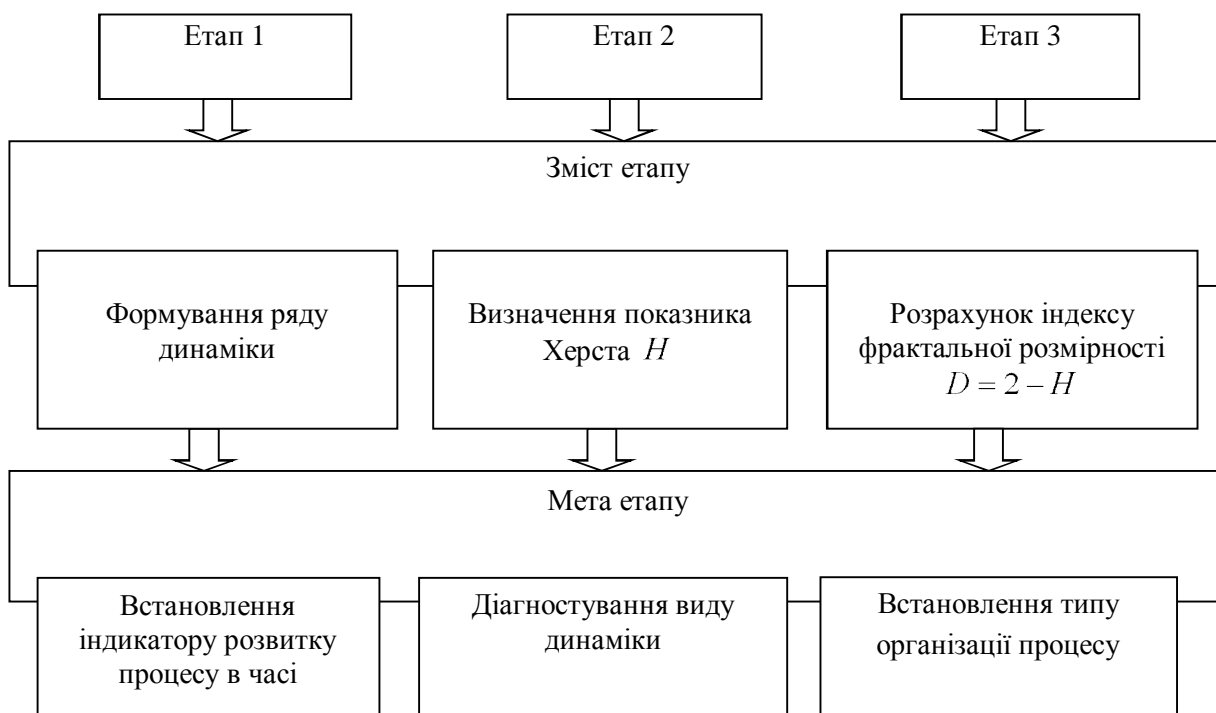 Етап 1
Етап 2
Етап 3
Зміст етапу
Формування ряду
динаміки
Визначення показника
Херста H
Розрахунок індексу
фрактальної розмірності
D = 2 – H
Мета етапу
Встановлення
індикатору розвитку
процесу в часі
Діагностування виду
динаміки
Встановлення типу
організації процесу